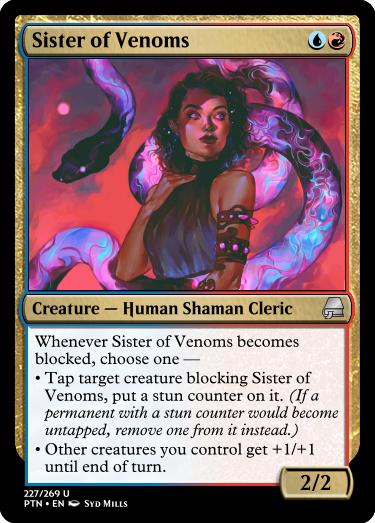 Sister of Venoms
Creature — Human Shaman Cleric
Whenever Sister of Venoms becomes
blocked, choose one —
• Tap target creature blocking Sister of
Venoms, put a stun counter on it. (If a
permanent with a stun counter would become
untapped, remove one from it instead.)
• Other creatures you control get +1/+1
until end of turn.
2/2
227/269 U
PTN • EN Syd Mills